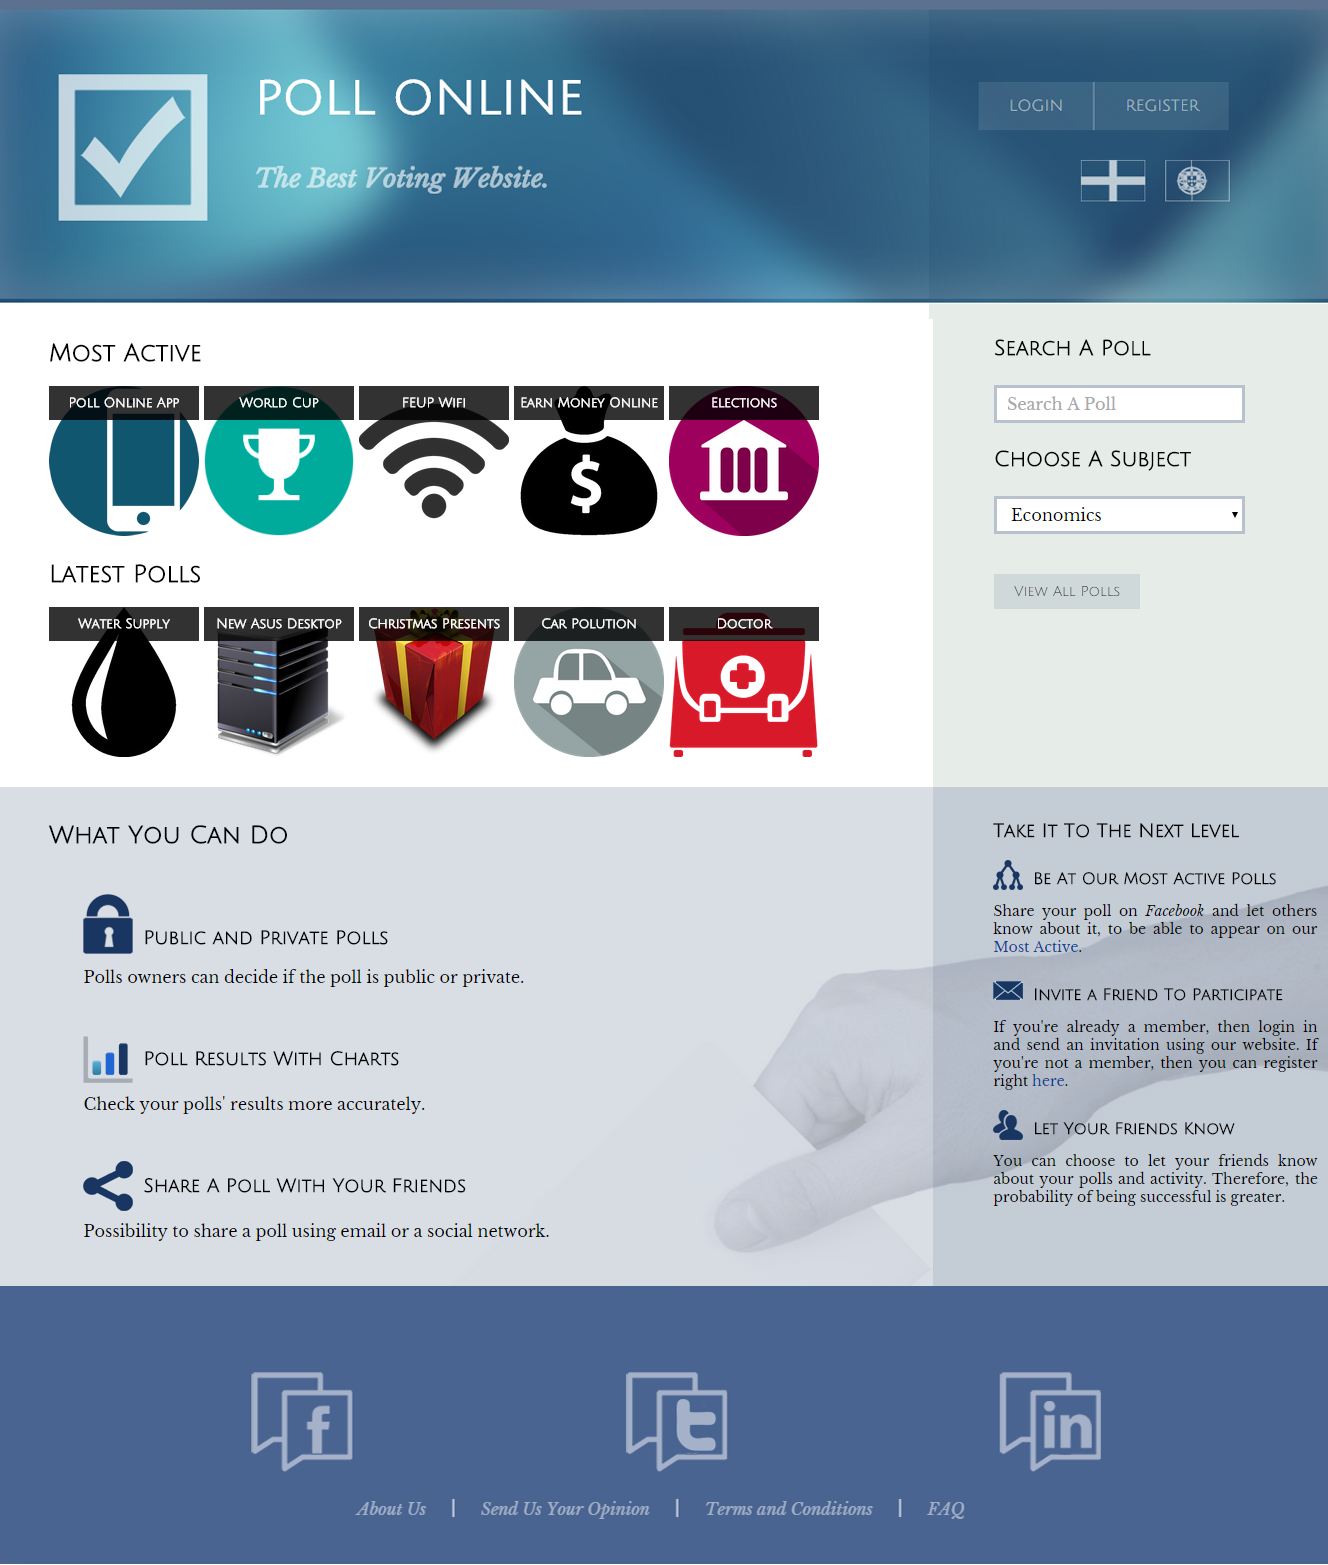 POLL ONLINE
The Best Voting Website.
LOGIN
REGISTER
MOST ACTIVE
POLL ONLINE APP
WORLD CUP
FEUP WIFI
EARN MONEY ONLINE
ELECTIONS
LATEST POLLS
WATER SUPPLY
NEW ASUS DESKTOP
CHRISTMAS PRESENTS
CAR POLUTION
DOCTOR
SEARCH A POLL
Search A Poll
CHOOSE A SUBJECT
Economics
VIEW ALL POLLS
WHAT YOU CAN DO
PUBLIC AND PRIVATE POLLS
Polls owners can decide if the poll is public or private.
POLL RESULTS WITH CHARTS
Check your polls' results more accurately.
SHARE A POLL WITH YOUR FRIENDS
Possibility to share a poll using email or a social network.
TAKE IT TO THE NEXT LEVEL
BE AT OUR MOST ACTIVE POLLS
Share your poll on Facebook and let others
know about it, to be able to appear on our
Most Active.
INVITE A FRIEND TO PARTICIPATE
If you're already a member, then login in
and send an invitation using our website. If
you're not a member, then you can register
right here.
LET YOUR FRIENDS KNOW
You can choose to let your friends know
about your polls and activity. Therefore, the
probability of being successful is greater.
f
t
in
About Us | Send Us Your Opinion | Terms and Conditions | FAQ